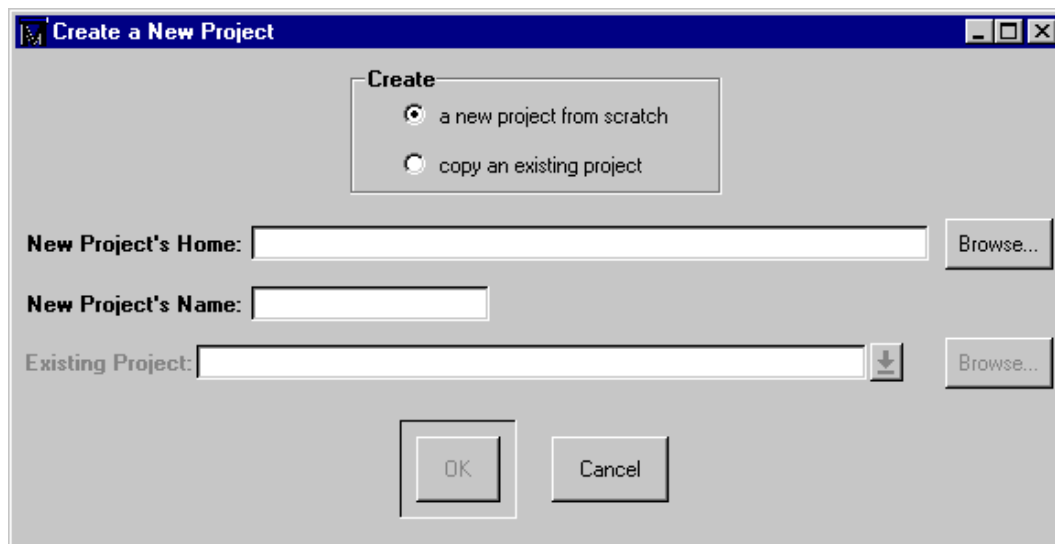 Create a New Project
Create
a new project from scratch
copy an existing project
New Project's Home:
Browse...
New Project's Name:
Existing Project:
Browse...
OK
Cancel